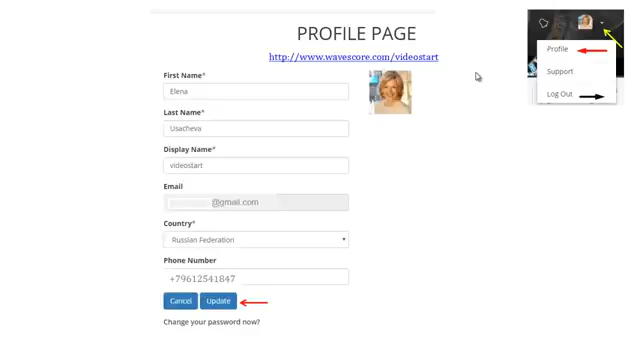 PROFILE PAGE
http://www.wavescore.com/videostart
First Name*
Elena
Last Name*
Usacheva
Display Name*
videostart
Email
@gmail.com
Country*
Russian Federation
Phone Number
+79612541847
Cancel Update
Change your password now?
Profile
Support
Log Out